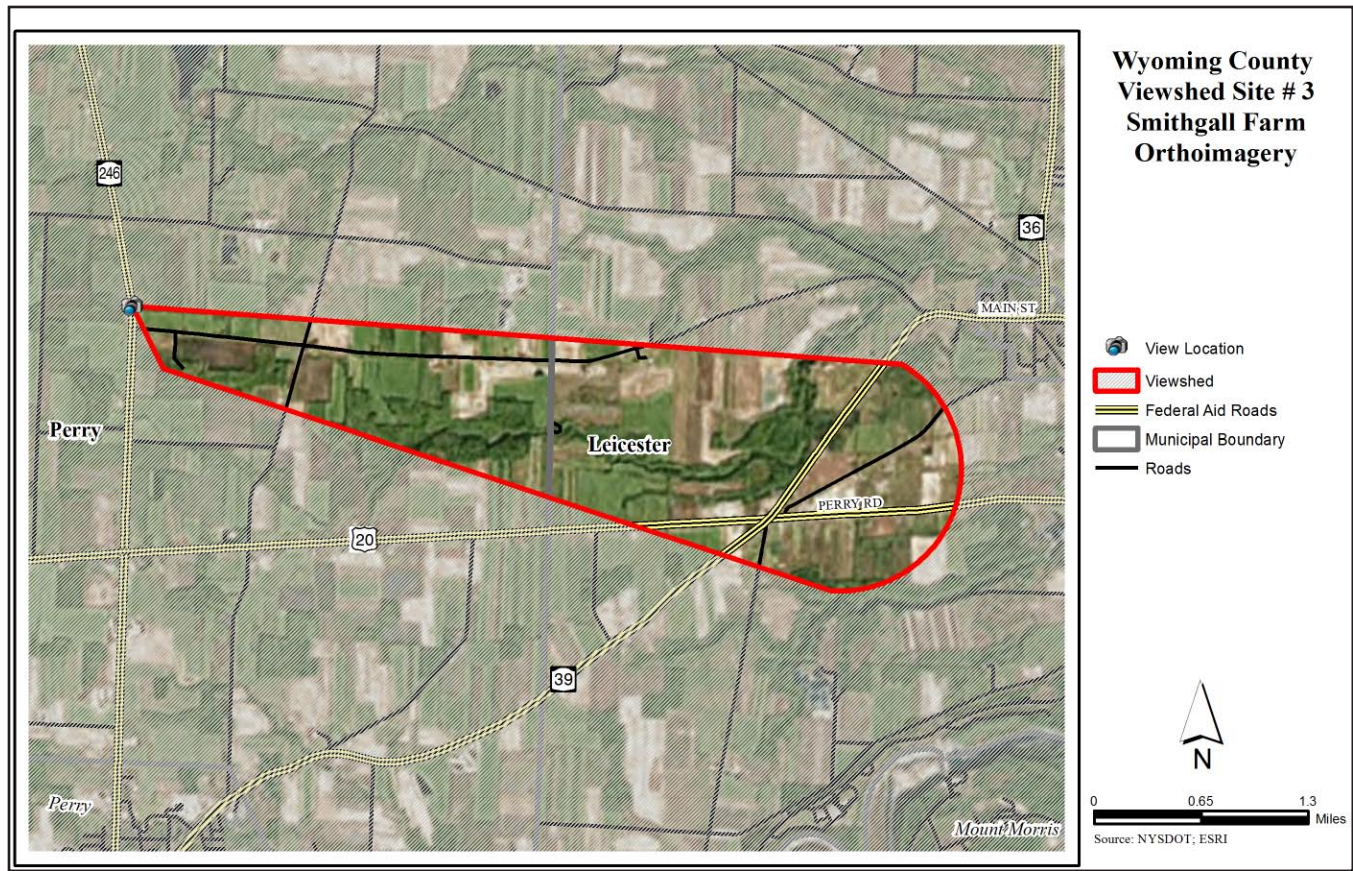 Wyoming County
Viewshed Site # 3
Smithgall Farm
Orthoimagery
246
36
MAIN ST
Perry
Leicester
PERRY RD
20
39
Perry
Mount Morris
View Location
Viewshed
Federal Aid Roads
Municipal Boundary
Roads
N
0 0.65 1.3
Miles
Source: NYSDOT; ESRI